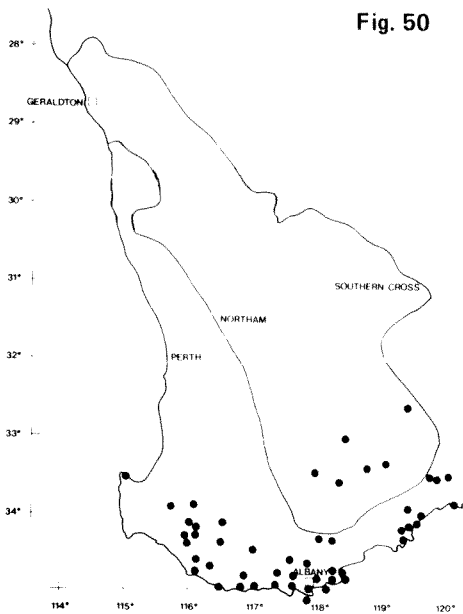 Fig. 50
28°
GERALDTON
29°
30°
31°
SOUTHERN CROSS
NORTHAM
32°
PERTH
33°
34°
ALBANY
114° 115° 116° 117° 118° 119° 120°